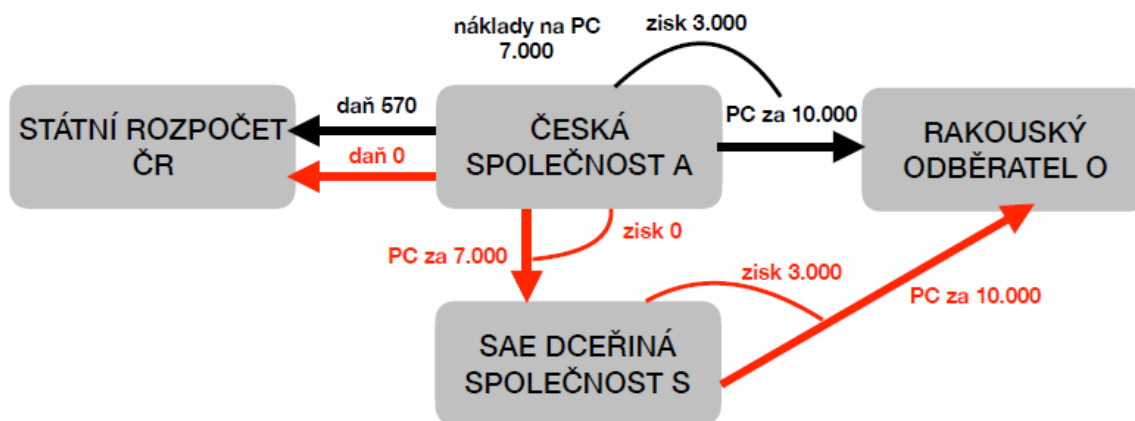 náklady na PC
7.000
zisk 3.000
daň 570
PC za 10.000
STÁTNÍ ROZPOČET
ČR
ČESKÁ
SPOLEČNOST A
RAKOUSKÝ
ODBĚRATEL O
daň 0
zisk 0
PC za 7.000
zisk 3.000
PC za 10.000
SAE DCEŘINÁ
SPOLEČNOST S